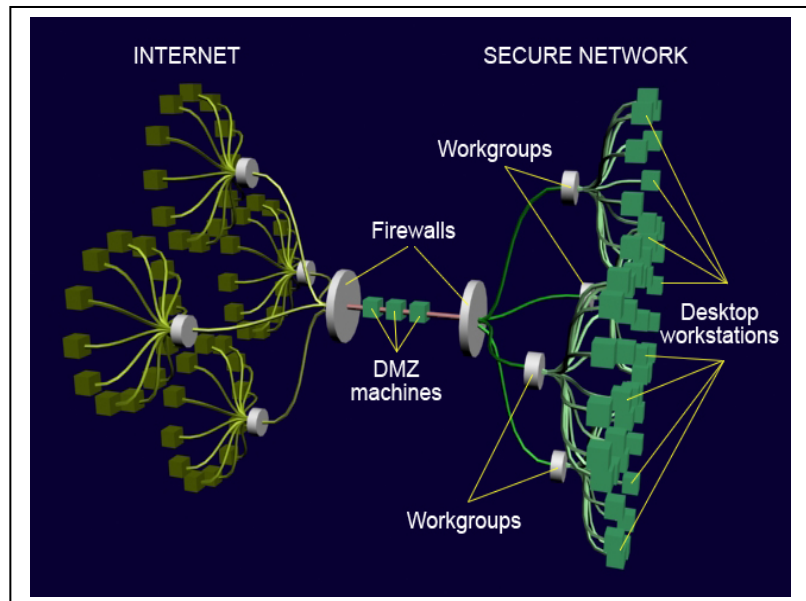 INTERNET
SECURE NETWORK
Workgroups
Firewalls
Desktop
workstations
DMZ
machines
Workgroups